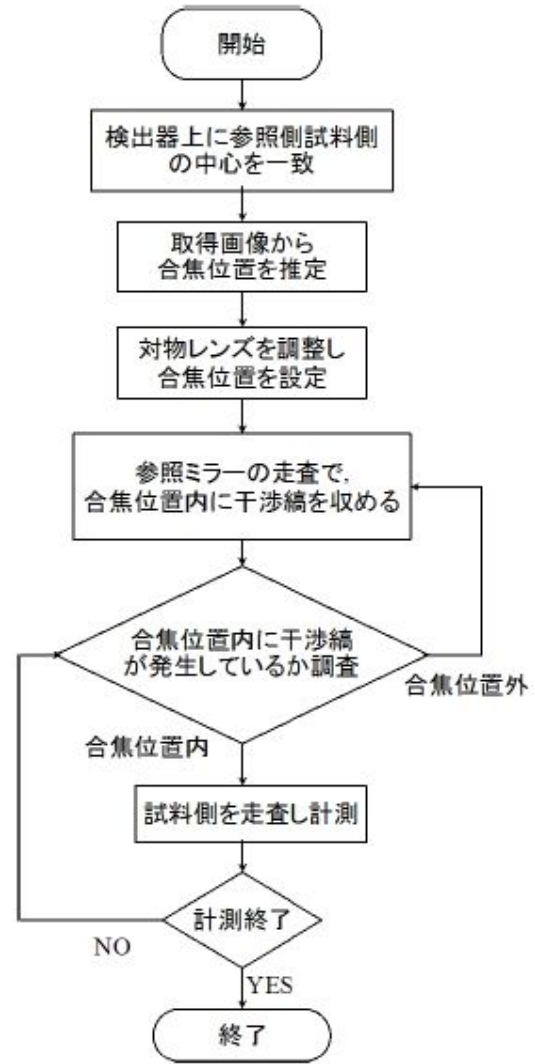 開始
検出器上に参照側試料側
の中心を一致
取得画像から
合焦位置を推定
対物レンズを調整し
合焦位置を設定
参照ミラーの走査で,
合焦位置内に干渉縞を収める
合焦位置内に干渉縞
が発生しているか調査
合焦位置外
合焦位置内
試料側を走査し計測
計測終了
NO
YES
終了